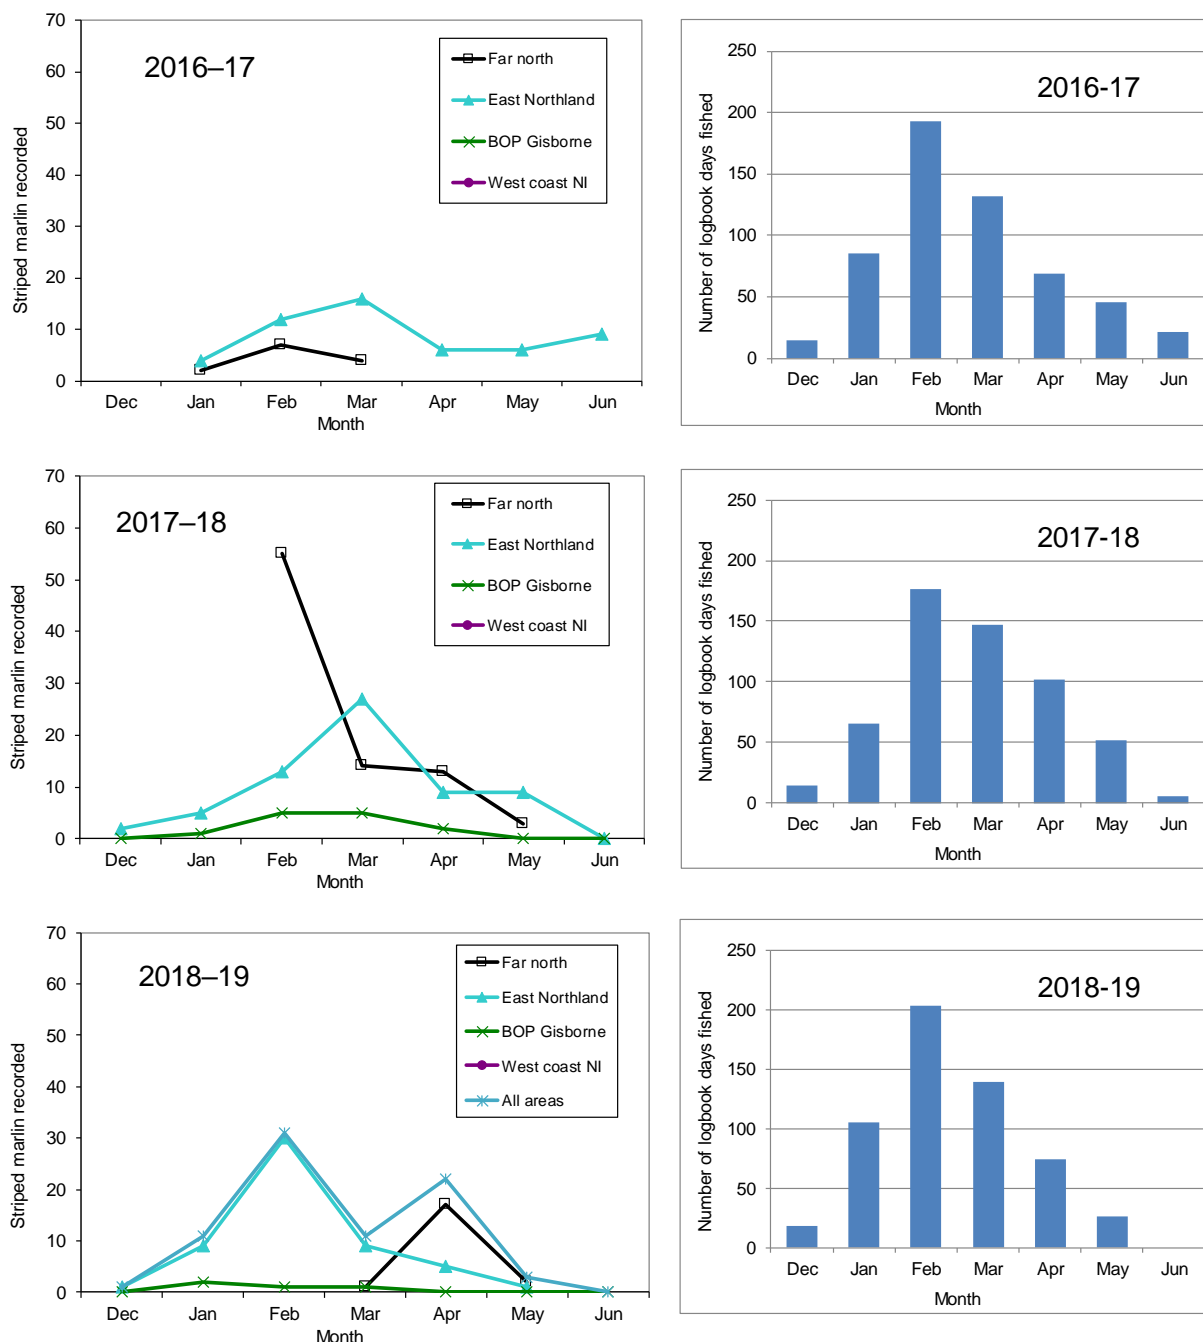 70
60
50
40
30
20
10
0
Striped marlin recorded
2016–17
Far north
East Northland
BOP Gisborne
West coast NI
Dec Jan Feb Mar Apr May Jun
Month
250
200
150
100
50
0
Number of logbook days fished
2016-17
Dec Jan Feb Mar Apr May Jun
Month
70
60
50
40
30
20
10
0
Striped marlin recorded
2017–18
Far north
East Northland
BOP Gisborne
West coast NI
Dec Jan Feb Mar Apr May Jun
Month
250
200
150
100
50
0
Number of logbook days fished
2017-18
Dec Jan Feb Mar Apr May Jun
Month
70
60
50
40
30
20
10
0
Striped marlin recorded
2018–19
Far north
East Northland
BOP Gisborne
West coast NI
All areas
Dec Jan Feb Mar Apr May Jun
Month
250
200
150
100
50
0
Number of logbook days fished
2018-19
Dec Jan Feb Mar Apr May Jun
Month